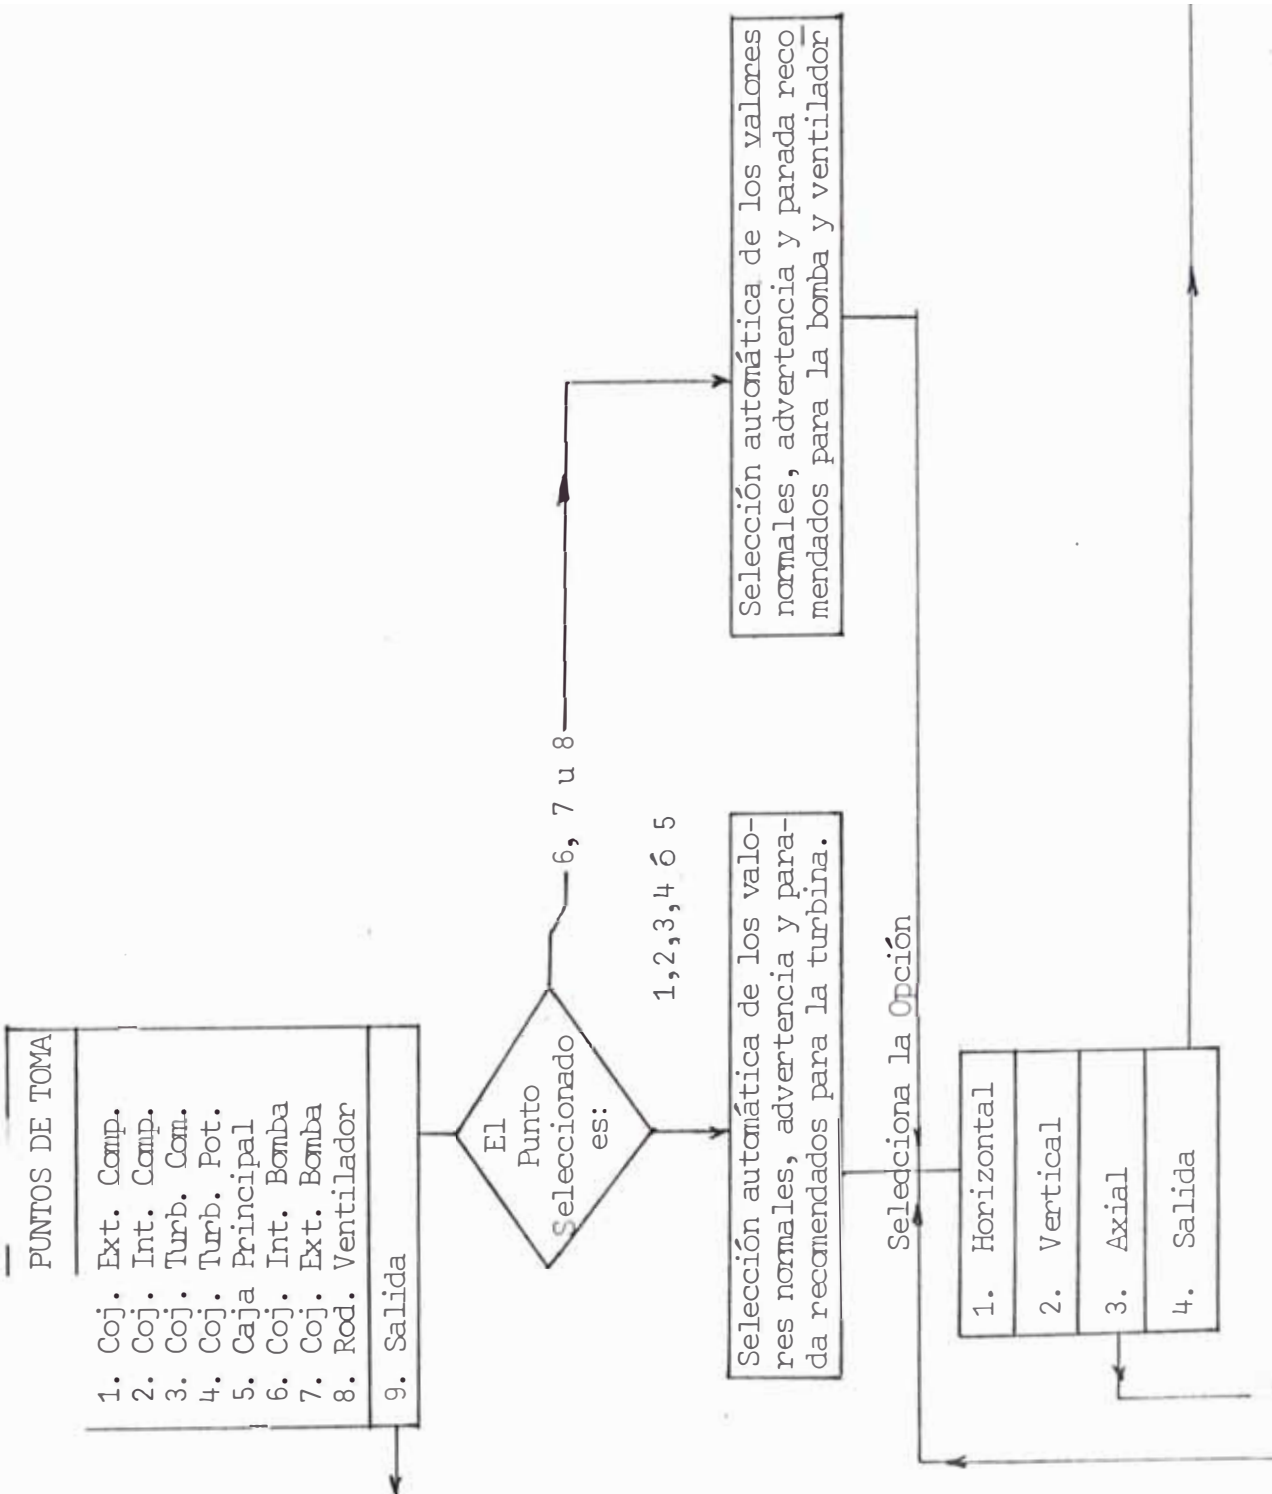 PUNTOS DE TOMA
1. Coj. Ext. Comp.
2. Coj. Int. Comp.
3. Coj. Turb. Com.
4. Coj. Turb. Pot.
5. Caja Principal
6. Coj. Int. Bomba
7. Coj. Ext. Bomba
8. Rod. Ventilador
9. Salida
El
Punto
Seleccionado
es:
6, 7 u 8
1,2,3,4 ó 5
Selección automática de los valo-
res normales, advertencia y para-
da recomendados para la turbina.
Selección automática de los valores
normales, advertencia y parada reco
mendados para la bomba y ventilador
Selecciona la Opción
1. Horizontal
2. Vertical
3. Axial
4. Salida